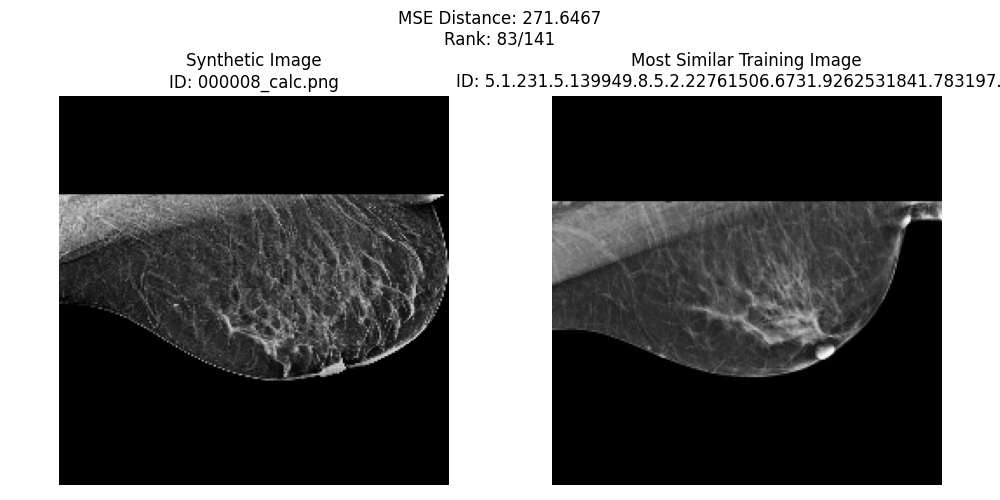 MSE Distance: 271.6467
Rank: 83/141
Synthetic Image
ID: 000008_calc.png
Most Similar Training Image
ID: 5.1.231.5.139949.8.5.2.22761506.6731.9262531841.783197.